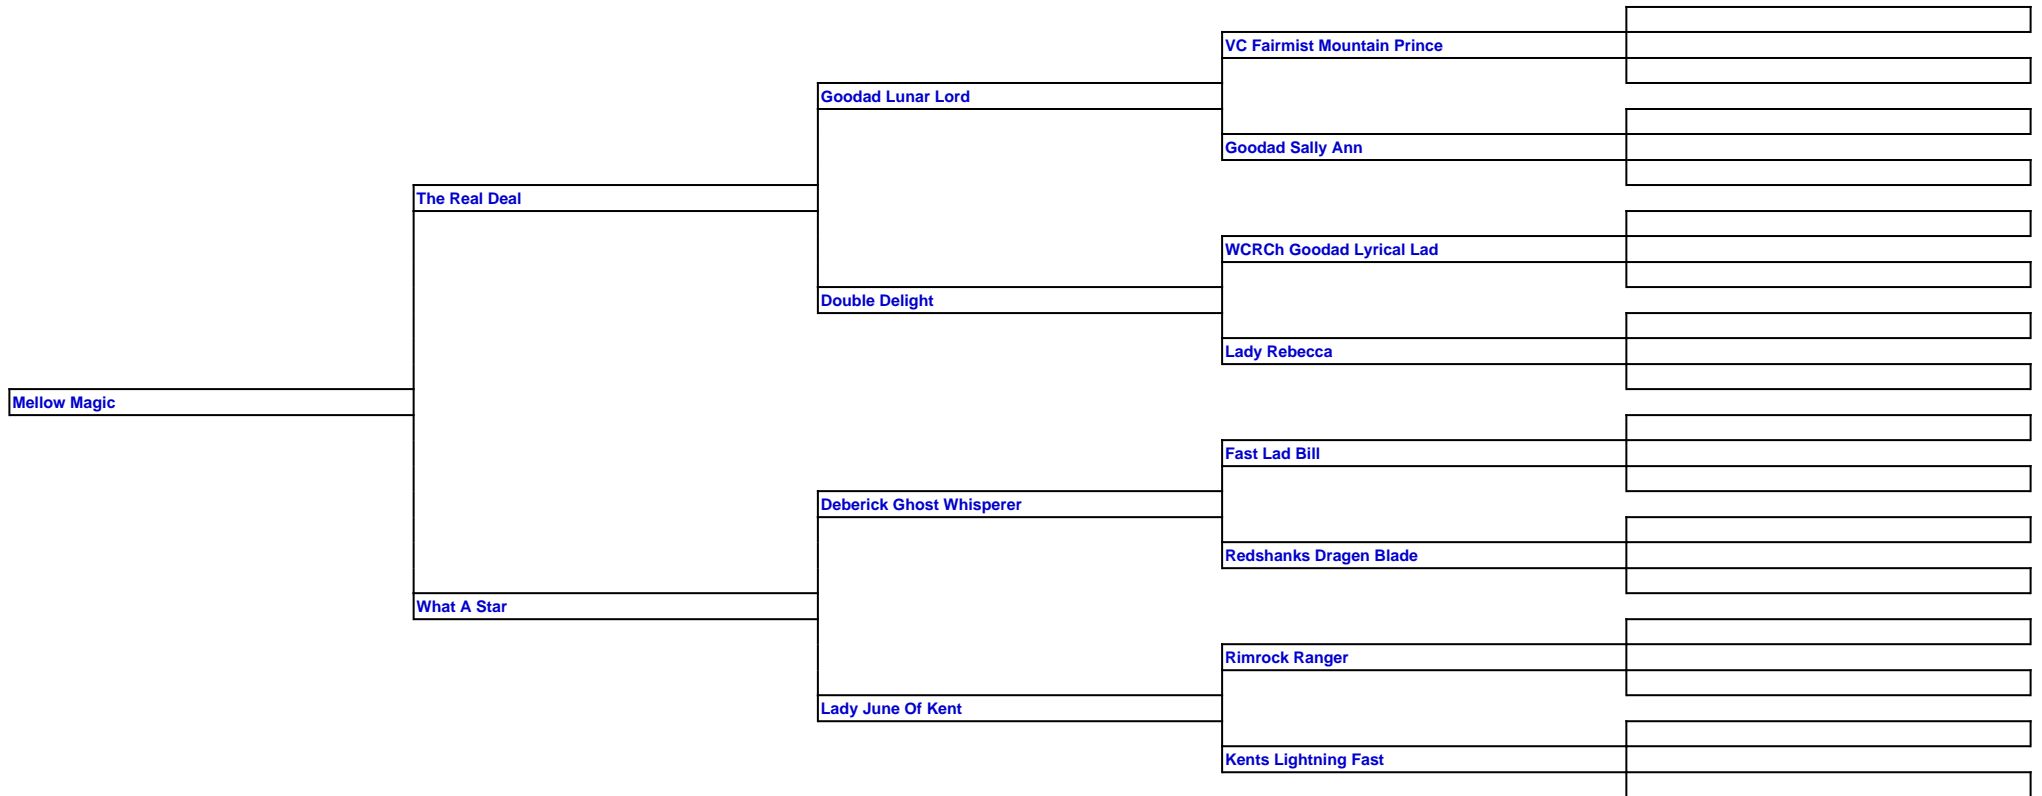 VC Fairmist Mountain Prince
Goodad Lunar Lord
Goodad Sally Ann
The Real Deal
WCRCh Goodad Lyrical Lad
Double Delight
Lady Rebecca
Mellow Magic
Fast Lad Bill
Deberick Ghost Whisperer
Redshanks Dragen Blade
What A Star
Rimrock Ranger
Lady June Of Kent
Kents Lightning Fast